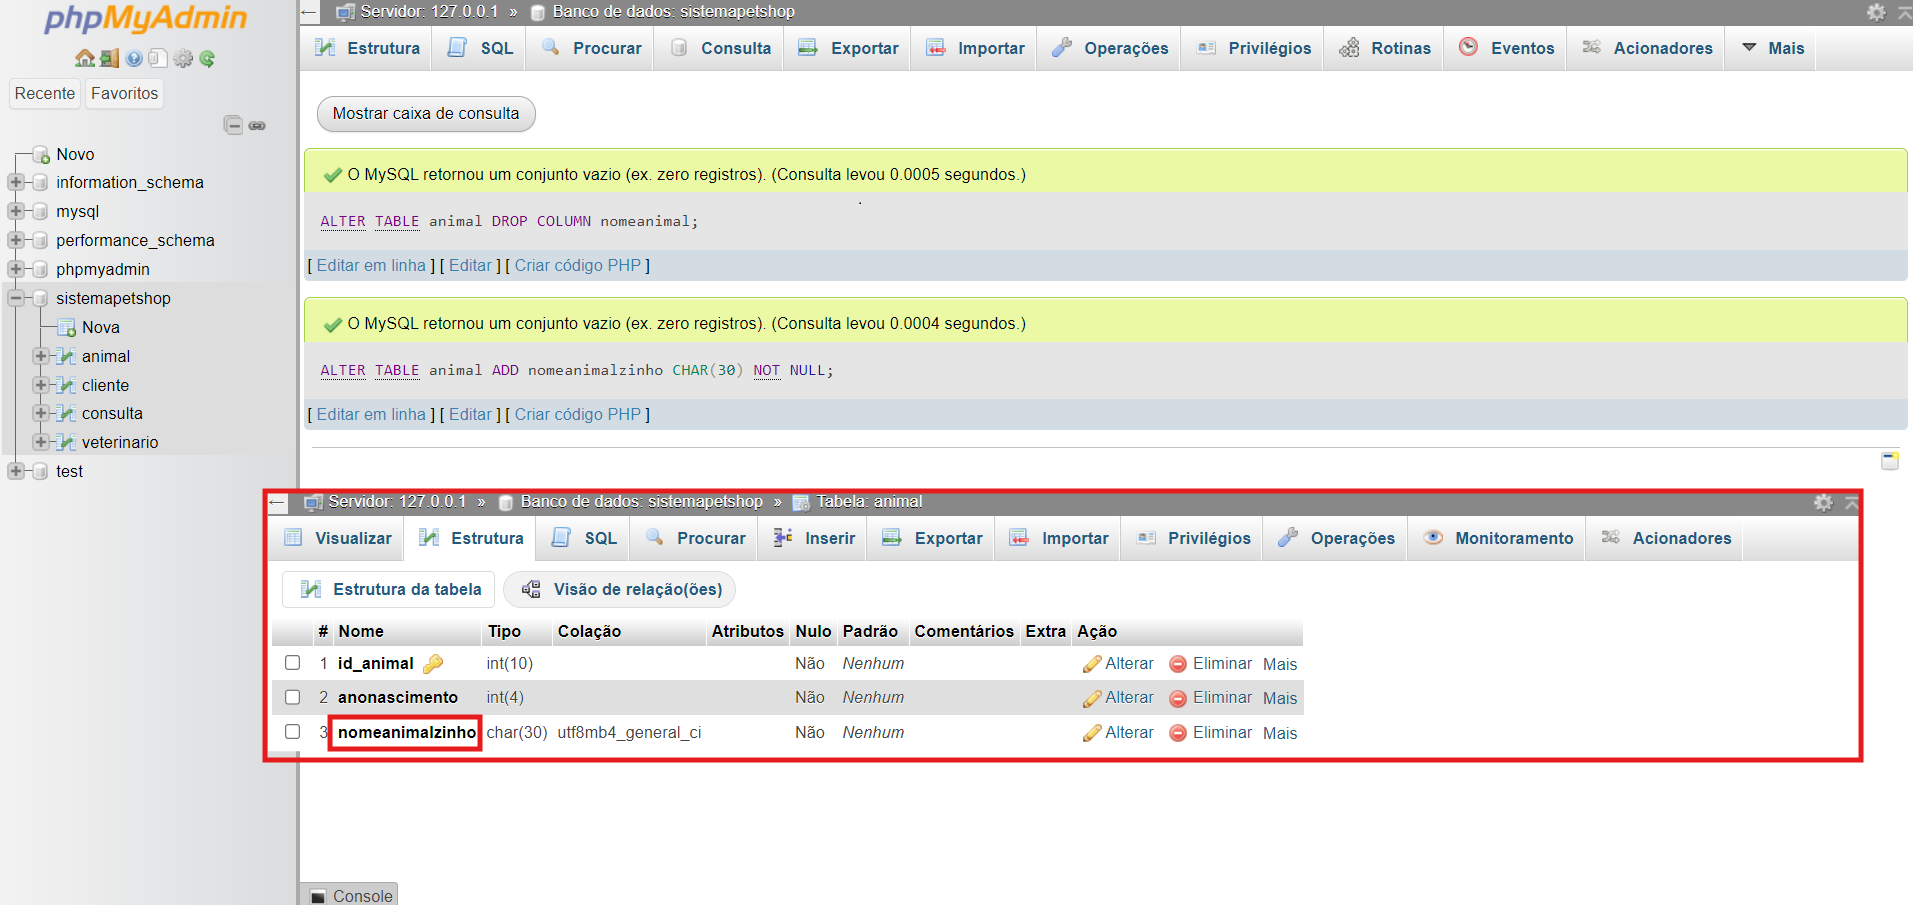 phpMyAdmin
Recente Favoritos
Novo
information_schema
mysql
performance_schema
phpmyadmin
sistemapetshop
Nova
animal
cliente
consulta
veterinario
test
Servidor: 127.0.0.1 » Banco de dados: sistemapetshop
Estrutura SQL Procurar Consulta Exportar Importar Operações Privilégios Rotinas Eventos Acionadores Mais
Mostrar caixa de consulta
O MySQL retornou um conjunto vazio (ex. zero registros). (Consulta levou 0.0005 segundos.)
ALTER TABLE animal DROP COLUMN nomeanimal;
[ Editar em linha ] [ Editar ] [ Criar código PHP ]
O MySQL retornou um conjunto vazio (ex. zero registros). (Consulta levou 0.0004 segundos.)
ALTER TABLE animal ADD nomeanimalzinho CHAR(30) NOT NULL;
[ Editar em linha ] [ Editar ] [ Criar código PHP ]
Servidor: 127.0.0.1 » Banco de dados: sistemapetshop » Tabela: animal
Visualizar Estrutura SQL Procurar Inserir Exportar Importar Privilégios Operações Monitoramento Acionadores
Estrutura da tabela Visão de relação(ões)
# Nome Tipo Colação Atributos Nulo Padrão Comentários Extra Ação
1 id_animal int(10) Não Nenhum Alterar Eliminar Mais
2 anonascimento int(4) Não Nenhum Alterar Eliminar Mais
3 nomeanimalzinho char(30) utf8mb4_general_ci Não Nenhum Alterar Eliminar Mais
Console